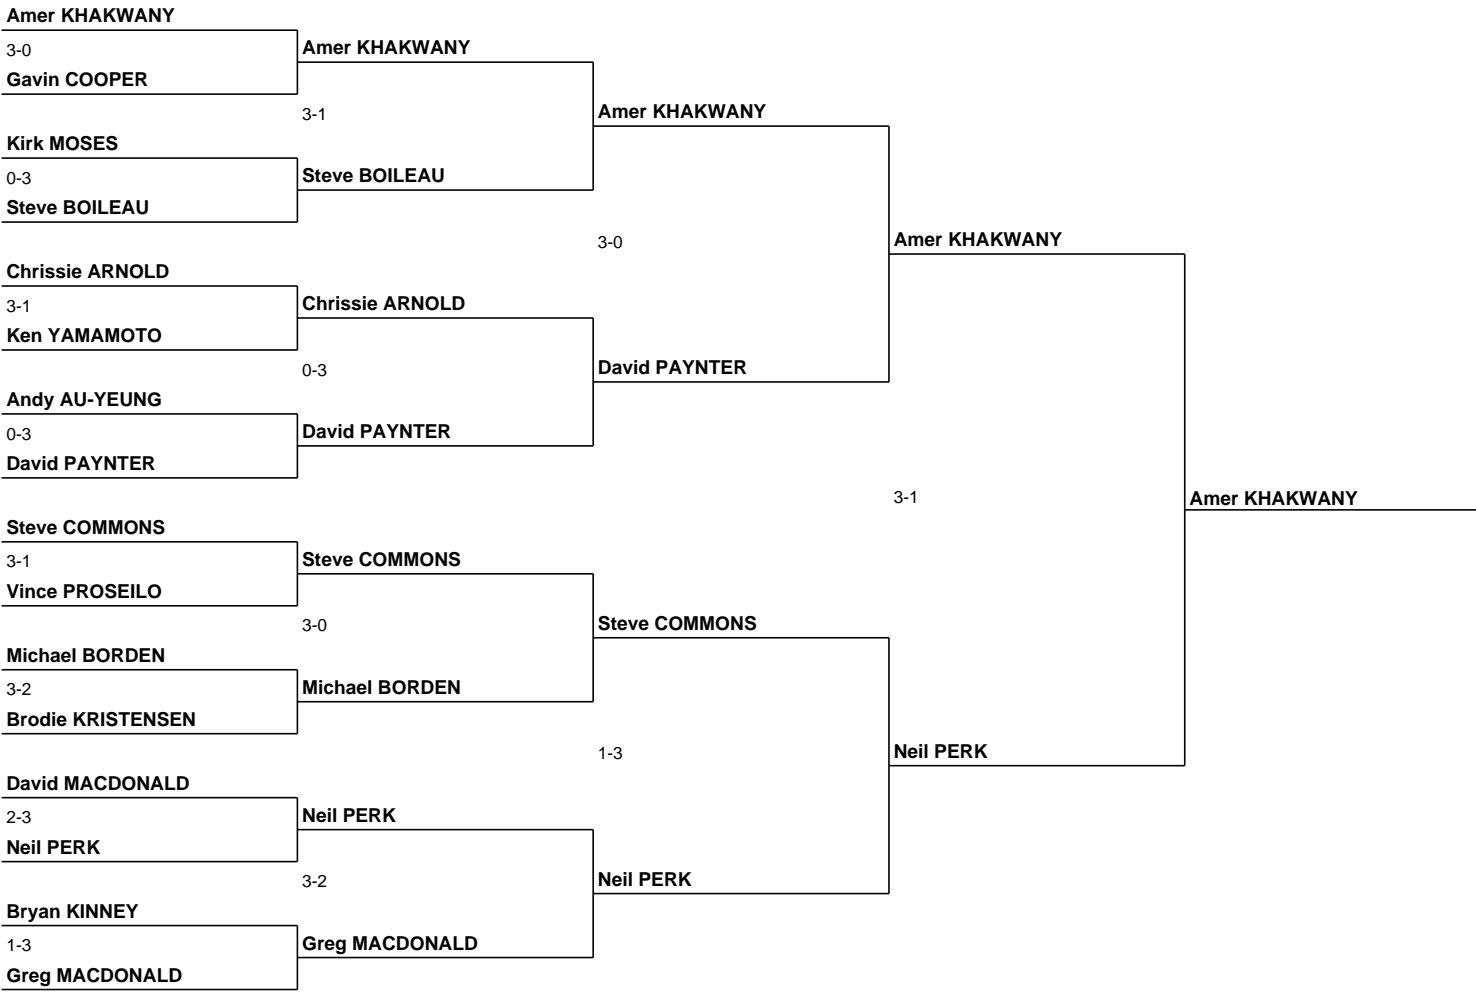 Amer KHAKWANY
3-0
Gavin COOPER
Kirk MOSES
0-3
Steve BOILEAU
Chrissie ARNOLD
3-1
Ken YAMAMOTO
Andy AU-YEUNG
0-3
David PAYNTER
Steve COMMONS
3-1
Vince PROSEILO
Michael BORDEN
3-2
Brodie KRISTENSEN
David MACDONALD
2-3
Neil PERK
Bryan KINNEY
1-3
Greg MACDONALD
Amer KHAKWANY
3-1
Steve BOILEAU
Chrissie ARNOLD
0-3
David PAYNTER
Steve COMMONS
3-0
Michael BORDEN
Neil PERK
3-2
Greg MACDONALD
Amer KHAKWANY
3-0
David PAYNTER
Steve COMMONS
1-3
Neil PERK
Amer KHAKWANY
3-1
Neil PERK
Amer KHAKWANY